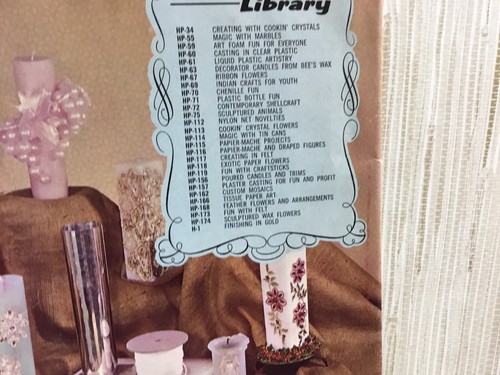 Library
HP-34 CREATING WITH COOKIN' CRYSTALS
HP-55 MAGIC WITH MARBLES
HP-59 ART FOAM FUN FOR EVERYONE
HP-60 CASTING IN CLEAR PLASTIC
HP-61 LIQUID PLASTIC ARTISTRY
HP-63 DECORATOR CANDLES FROM BEE'S WAX
HP-67 RIBBON FLOWERS
HP-69 INDIAN CRAFTS FOR YOUTH
HP-70 CHENILLE FUN
HP-71 PLASTIC BOTTLE FUN
HP-72 CONTEMPORARY SHELLCRAFT
HP-75 SCULPTURED ANIMALS
HP-112 NYLON NET NOVELTIES
HP-113 COOKIN' CRYSTAL FLOWERS
HP-114 MAGIC WITH TIN CANS
HP-115 PAPIER-MACHE PROJECTS
HP-116 PAPIER-MACHE AND DRAPED FIGURES
HP-117 CREATING IN FELT
HP-118 EXOTIC PAPER FLOWERS
HP-119 FUN WITH CRAFTSTICKS
HP-156 POURED CANDLES AND TRIMS
HP-157 PLASTER CASTING FOR FUN AND PROFIT
HP-162 CUSTOM MOSAICS
HP-166 TISSUE PAPER ART
HP-168 FEATHER FLOWERS AND ARRANGEMENTS
HP-173 FUN WITH FELT
HP-174 SCULPTURED WAX FLOWERS
H-1 FINISHING IN GOLD